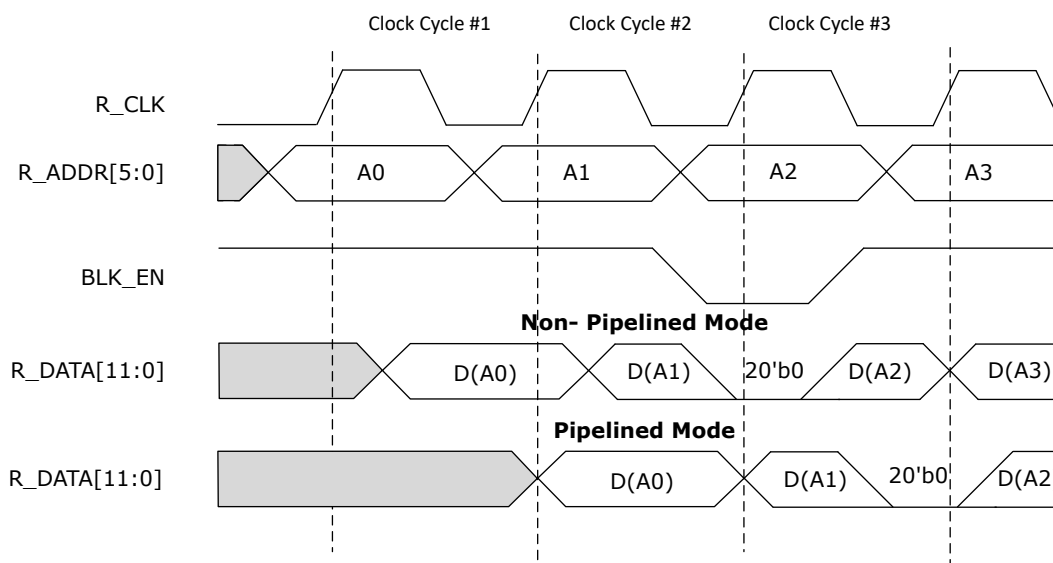 Clock Cycle #1 Clock Cycle #2 Clock Cycle #3
R_CLK
R_ADDR[5:0] A0 A1 A2 A3
BLK_EN
Non- Pipelined Mode
R_DATA[11:0] D(A0) D(A1) 20'b0 D(A2) D(A3)
Pipelined Mode
R_DATA[11:0] D(A0) D(A1) 20'b0 D(A2